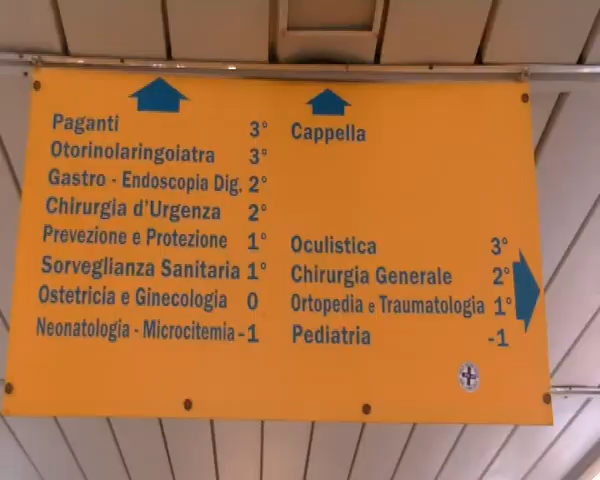 Paganti 3°
Otorinolaringoiatra 3°
Gastro - Endoscopia Dig. 2°
Chirurgia d'Urgenza 2°
Prevezione e Protezione 1°
Sorveglianza Sanitaria 1°
Ostetricia e Ginecologia 0
Neonatologia - Microcitemia -1
Cappella
Oculistica 3°
Chirurgia Generale 2°
Ortopedia e Traumatologia 1°
Pediatria -1